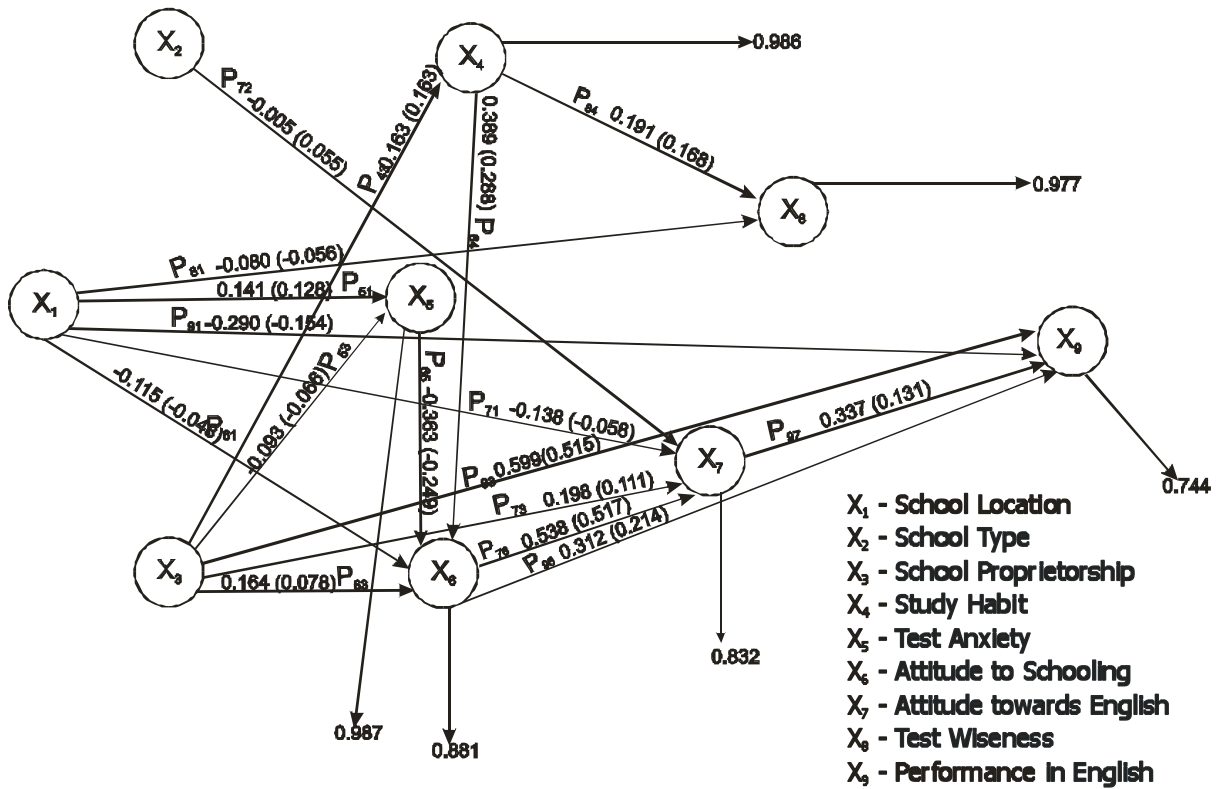 X₂
X₄
0.986
P₇₂ -0.005 (0.055)
P₄₃ 0.163 (0.163)
0.389 (0.288) P₆₄
P₈₄ 0.191 (0.168)
X₈
0.977
P₈₁ -0.080 (-0.056)
0.141 (0.128) P₅₁
X₁
X₅
P₉₁ -0.290 (-0.154)
X₉
-0.093 (-0.066) P₅₃
P₆₅ -0.363 (-0.249)
-0.115 (-0.048) P₆₁
P₇₁ -0.138 (-0.058)
P₉₇ 0.337 (0.131)
P₉₃ 0.599(0.515)
X₇
P₇₃ 0.198 (0.111)
P₇₆ 0.538 (0.517)
P₉₆ 0.312 (0.214)
0.744
X₃
0.164 (0.078) P₆₃
X₆
0.832
0.987
0.881
X₁ - School Location
X₂ - School Type
X₃ - School Proprietorship
X₄ - Study Habit
X₅ - Test Anxiety
X₆ - Attitude to Schooling
X₇ - Attitude towards English
X₈ - Test Wiseness
X₉ - Performance in English